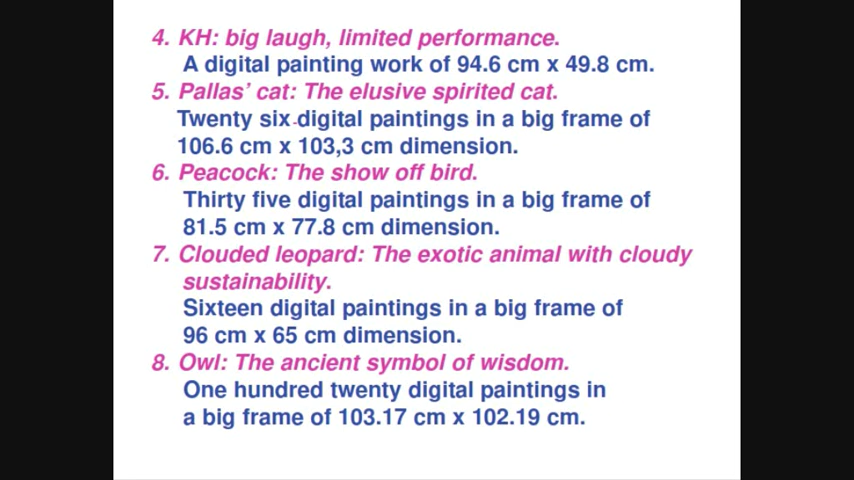 4. KH: big laugh, limited performance.
A digital painting work of 94.6 cm x 49.8 cm.
5. Pallas’ cat: The elusive spirited cat.
Twenty six-digital paintings in a big frame of
106.6 cm x 103,3 cm dimension.
6. Peacock: The show off bird.
Thirty five digital paintings in a big frame of
81.5 cm x 77.8 cm dimension.
7. Clouded leopard: The exotic animal with cloudy
sustainability.
Sixteen digital paintings in a big frame of
96 cm x 65 cm dimension.
8. Owl: The ancient symbol of wisdom.
One hundred twenty digital paintings in
a big frame of 103.17 cm x 102.19 cm.